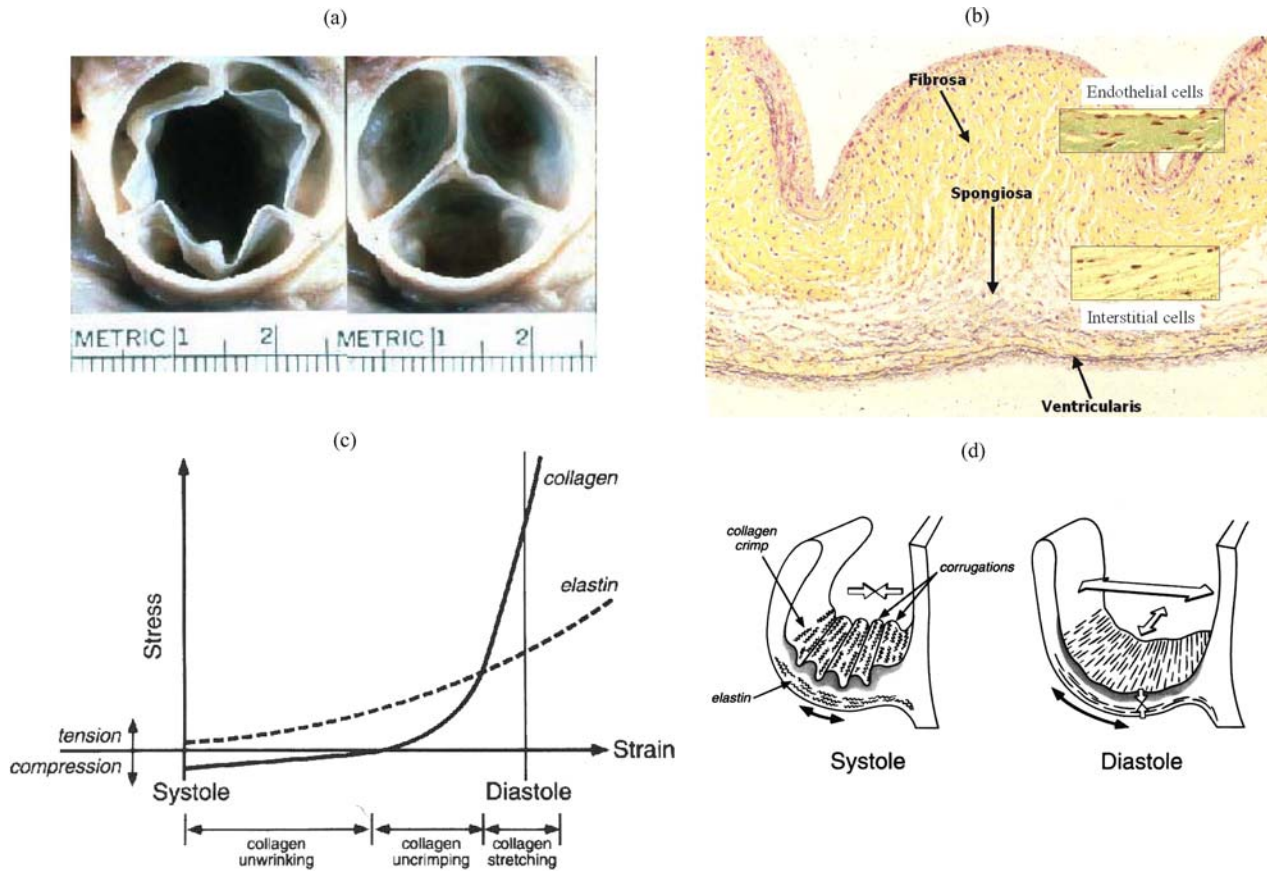 (a)
METRIC 1 2
METRIC 1 2
(b)
Fibrosa
Endothelial cells
Spongiosa
Interstitial cells
Ventricularis
(c)
collagen
elastin
Stress
tension
compression
Strain
Systole
Diastole
collagen
unwrinking
collagen
uncrimping
collagen
stretching
(d)
collagen
crimp
corrugations
elastin
Systole
Diastole